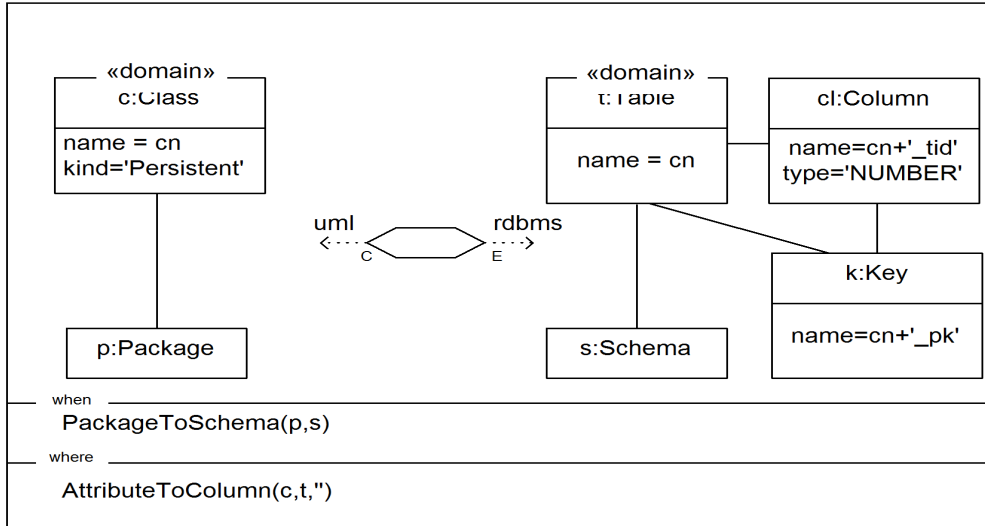 «domain»
c:Class
name = cn
kind='Persistent'
p:Package
uml
C
rdbms
E
«domain»
t:Table
name = cn
cl:Column
name=cn+'_tid'
type='NUMBER'
k:Key
name=cn+'_pk'
s:Schema
when
PackageToSchema(p,s)
where
AttributeToColumn(c,t,'')